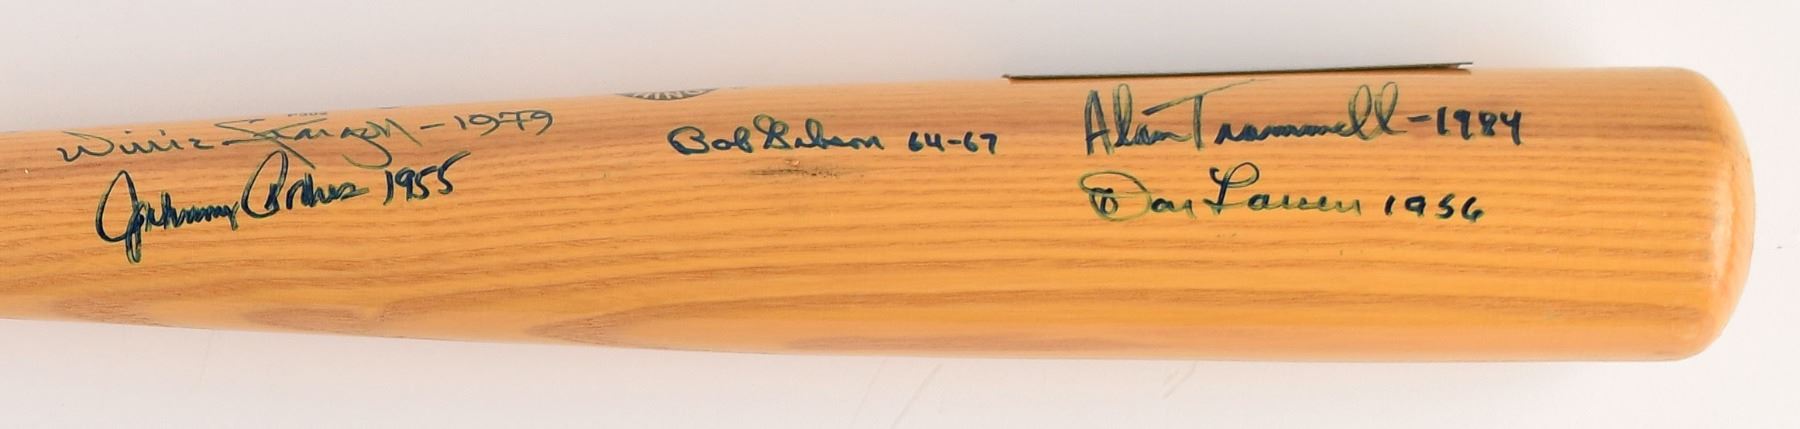 Willie Stargell - 1979
Johnny Podres 1955
Bob Gibson 64-67
Alan Trammell - 1984
Don Larsen 1956